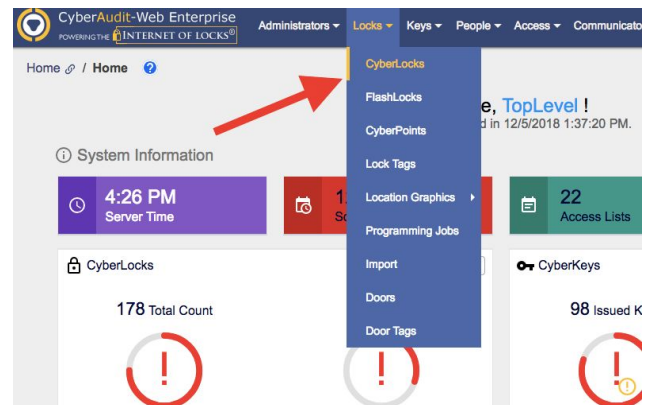 CyberAudit-Web Enterprise
POWERING THE INTERNET OF LOCKS®
Administrators Locks Keys People Access Communicato
Home / Home ?
CyberLocks
FlashLocks
CyberPoints
Lock Tags
Location Graphics
Programming Jobs
Import
Doors
Door Tags
e, TopLevel !
d in 12/5/2018 1:37:20 PM.
System Information
4:26 PM
Server Time
1
Sc
22
Access Lists
CyberLocks
178 Total Count
CyberKeys
98 Issued K